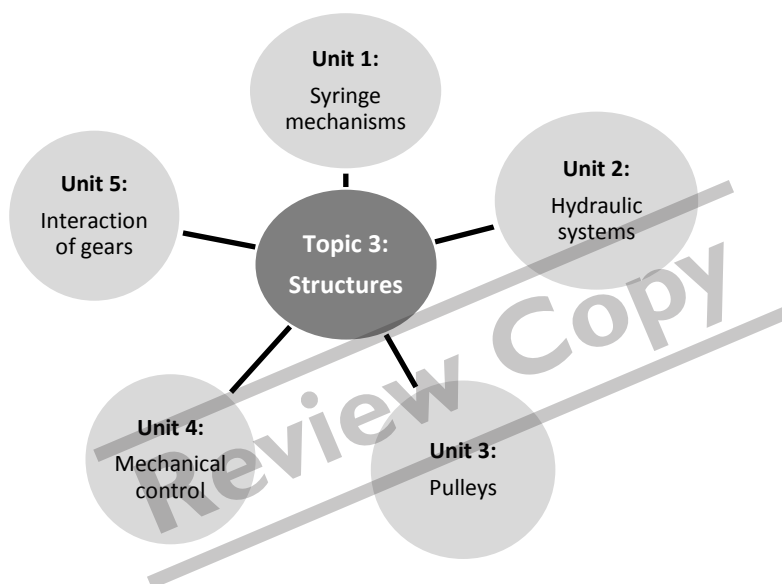 Unit 1:
Syringe
mechanisms
Unit 2:
Hydraulic
systems
Unit 5:
Interaction
of gears
Topic 3:
Structures
Unit 4:
Mechanical
control
Unit 3:
Pulleys
Review Copy